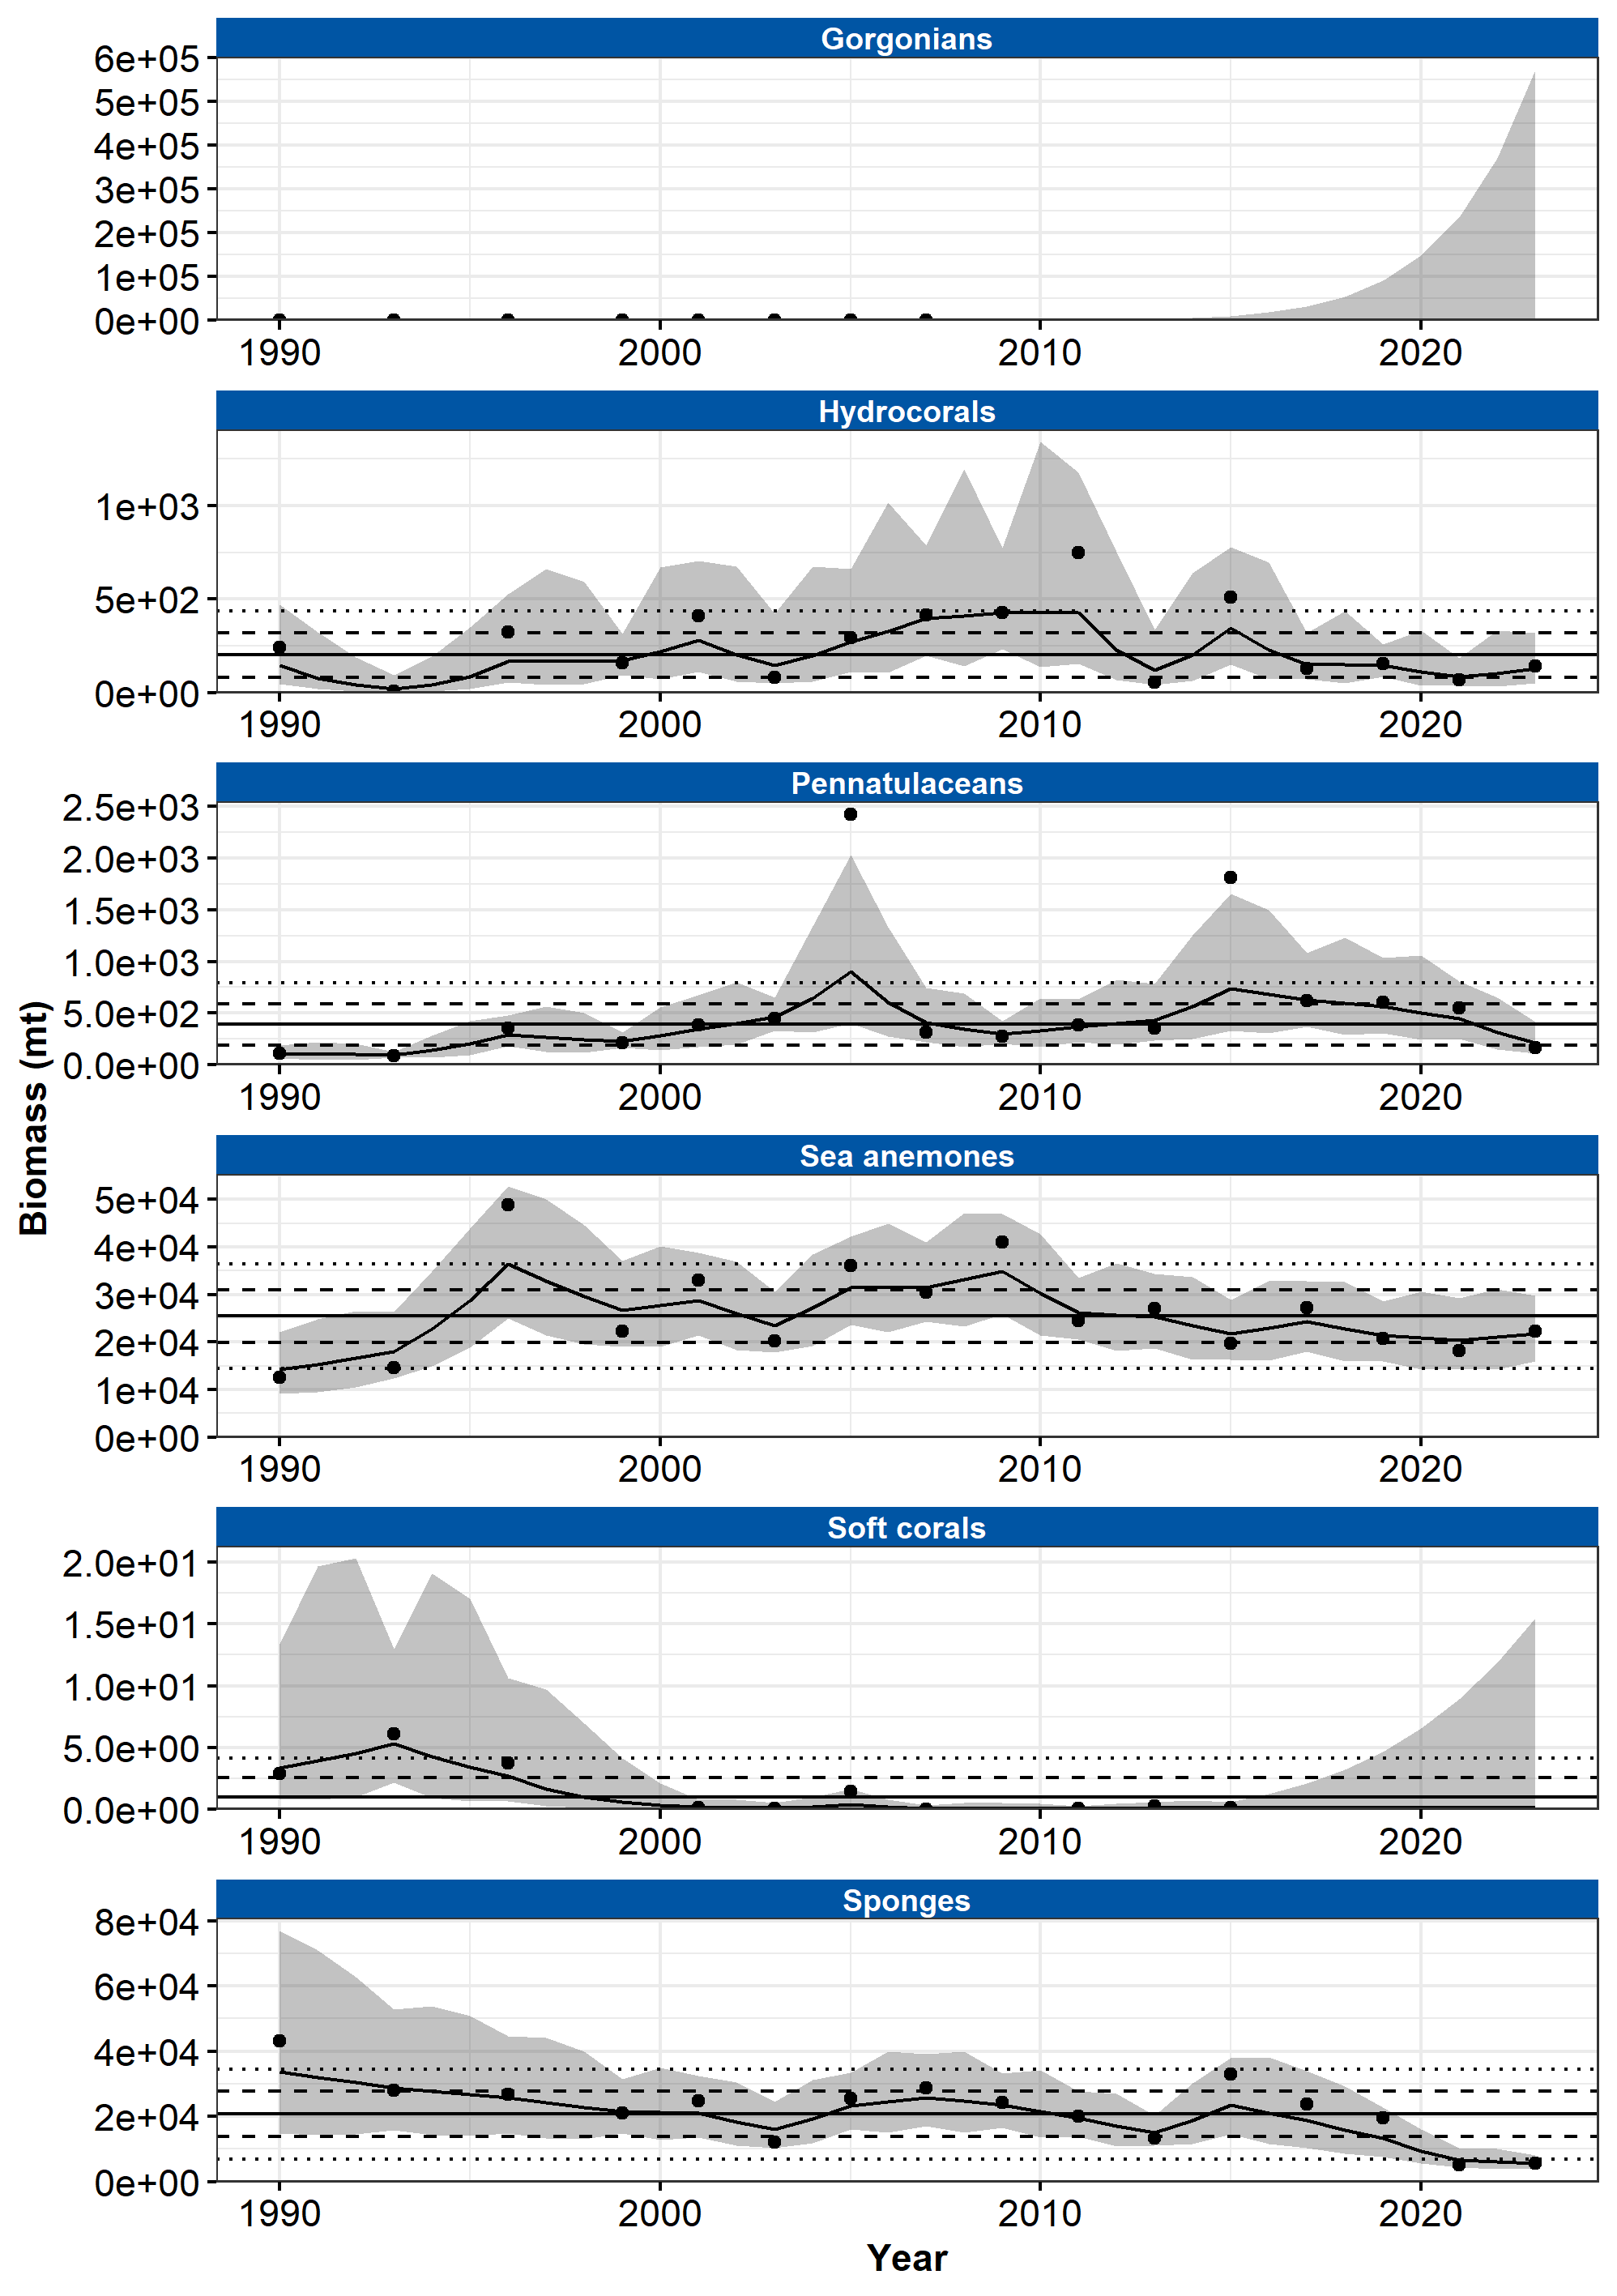 Gorgonians
6e+05
5e+05
4e+05
3e+05
2e+05
1e+05
0e+00
1990 2000 2010 2020
Hydrocorals
1e+03
5e+02
0e+00
1990 2000 2010 2020
Pennatulaceans
2.5e+03
2.0e+03
1.5e+03
1.0e+03
5.0e+02
0.0e+00
1990 2000 2010 2020
Biomass (mt)
Sea anemones
5e+04
4e+04
3e+04
2e+04
1e+04
0e+00
1990 2000 2010 2020
Soft corals
2.0e+01
1.5e+01
1.0e+01
5.0e+00
0.0e+00
1990 2000 2010 2020
Sponges
8e+04
6e+04
4e+04
2e+04
0e+00
1990 2000 2010 2020
Year